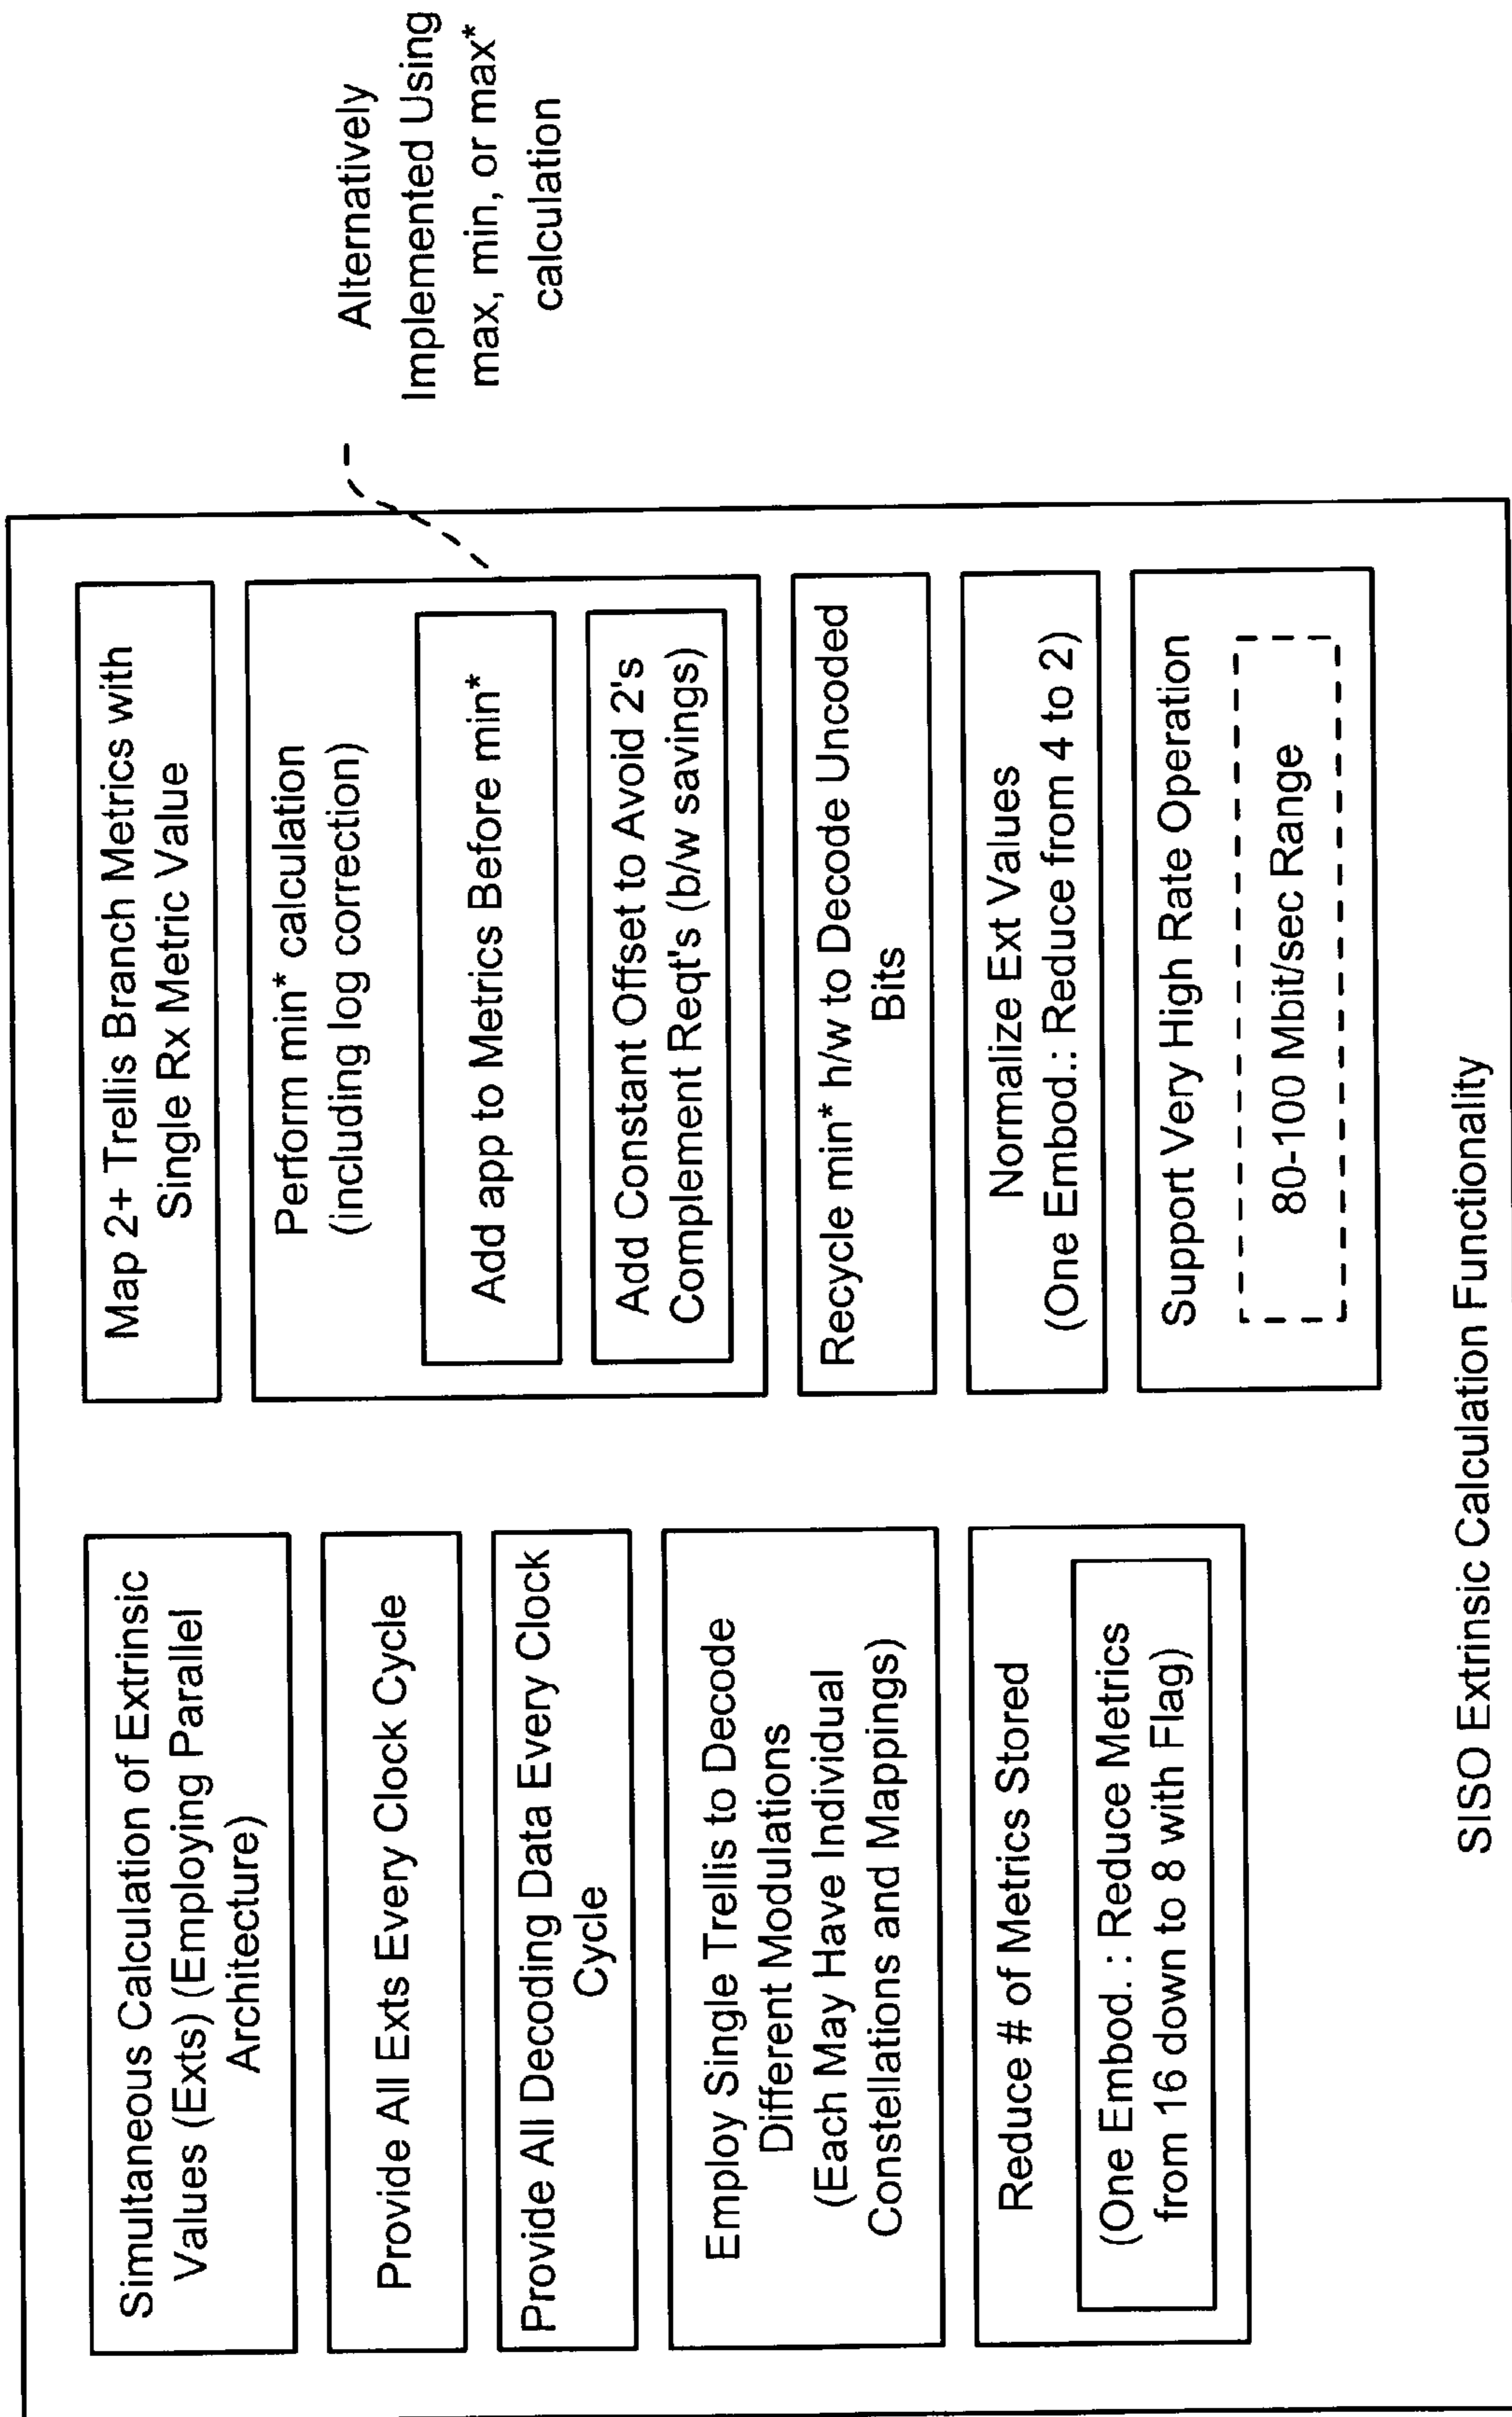 Simultaneous Calculation of Extrinsic
Values (Exts) (Employing Parallel
Architecture)
Provide All Exts Every Clock Cycle
Provide All Decoding Data Every Clock
Cycle
Employ Single Trellis to Decode
Different Modulations
(Each May Have Individual
Constellations and Mappings)
Reduce # of Metrics Stored
(One Embod. : Reduce Metrics
from 16 down to 8 with Flag)
Map 2+ Trellis Branch Metrics with
Single Rx Metric Value
Perform min* calculation
(including log correction)
Add app to Metrics Before min*
Add Constant Offset to Avoid 2's
Complement Reqt's (b/w savings)
Recycle min* h/w to Decode Uncoded
Bits
Normalize Ext Values
(One Embod.: Reduce from 4 to 2)
Support Very High Rate Operation
80-100 Mbit/sec Range
Alternatively
Implemented Using
max, min, or max*
calculation
SISO Extrinsic Calculation Functionality